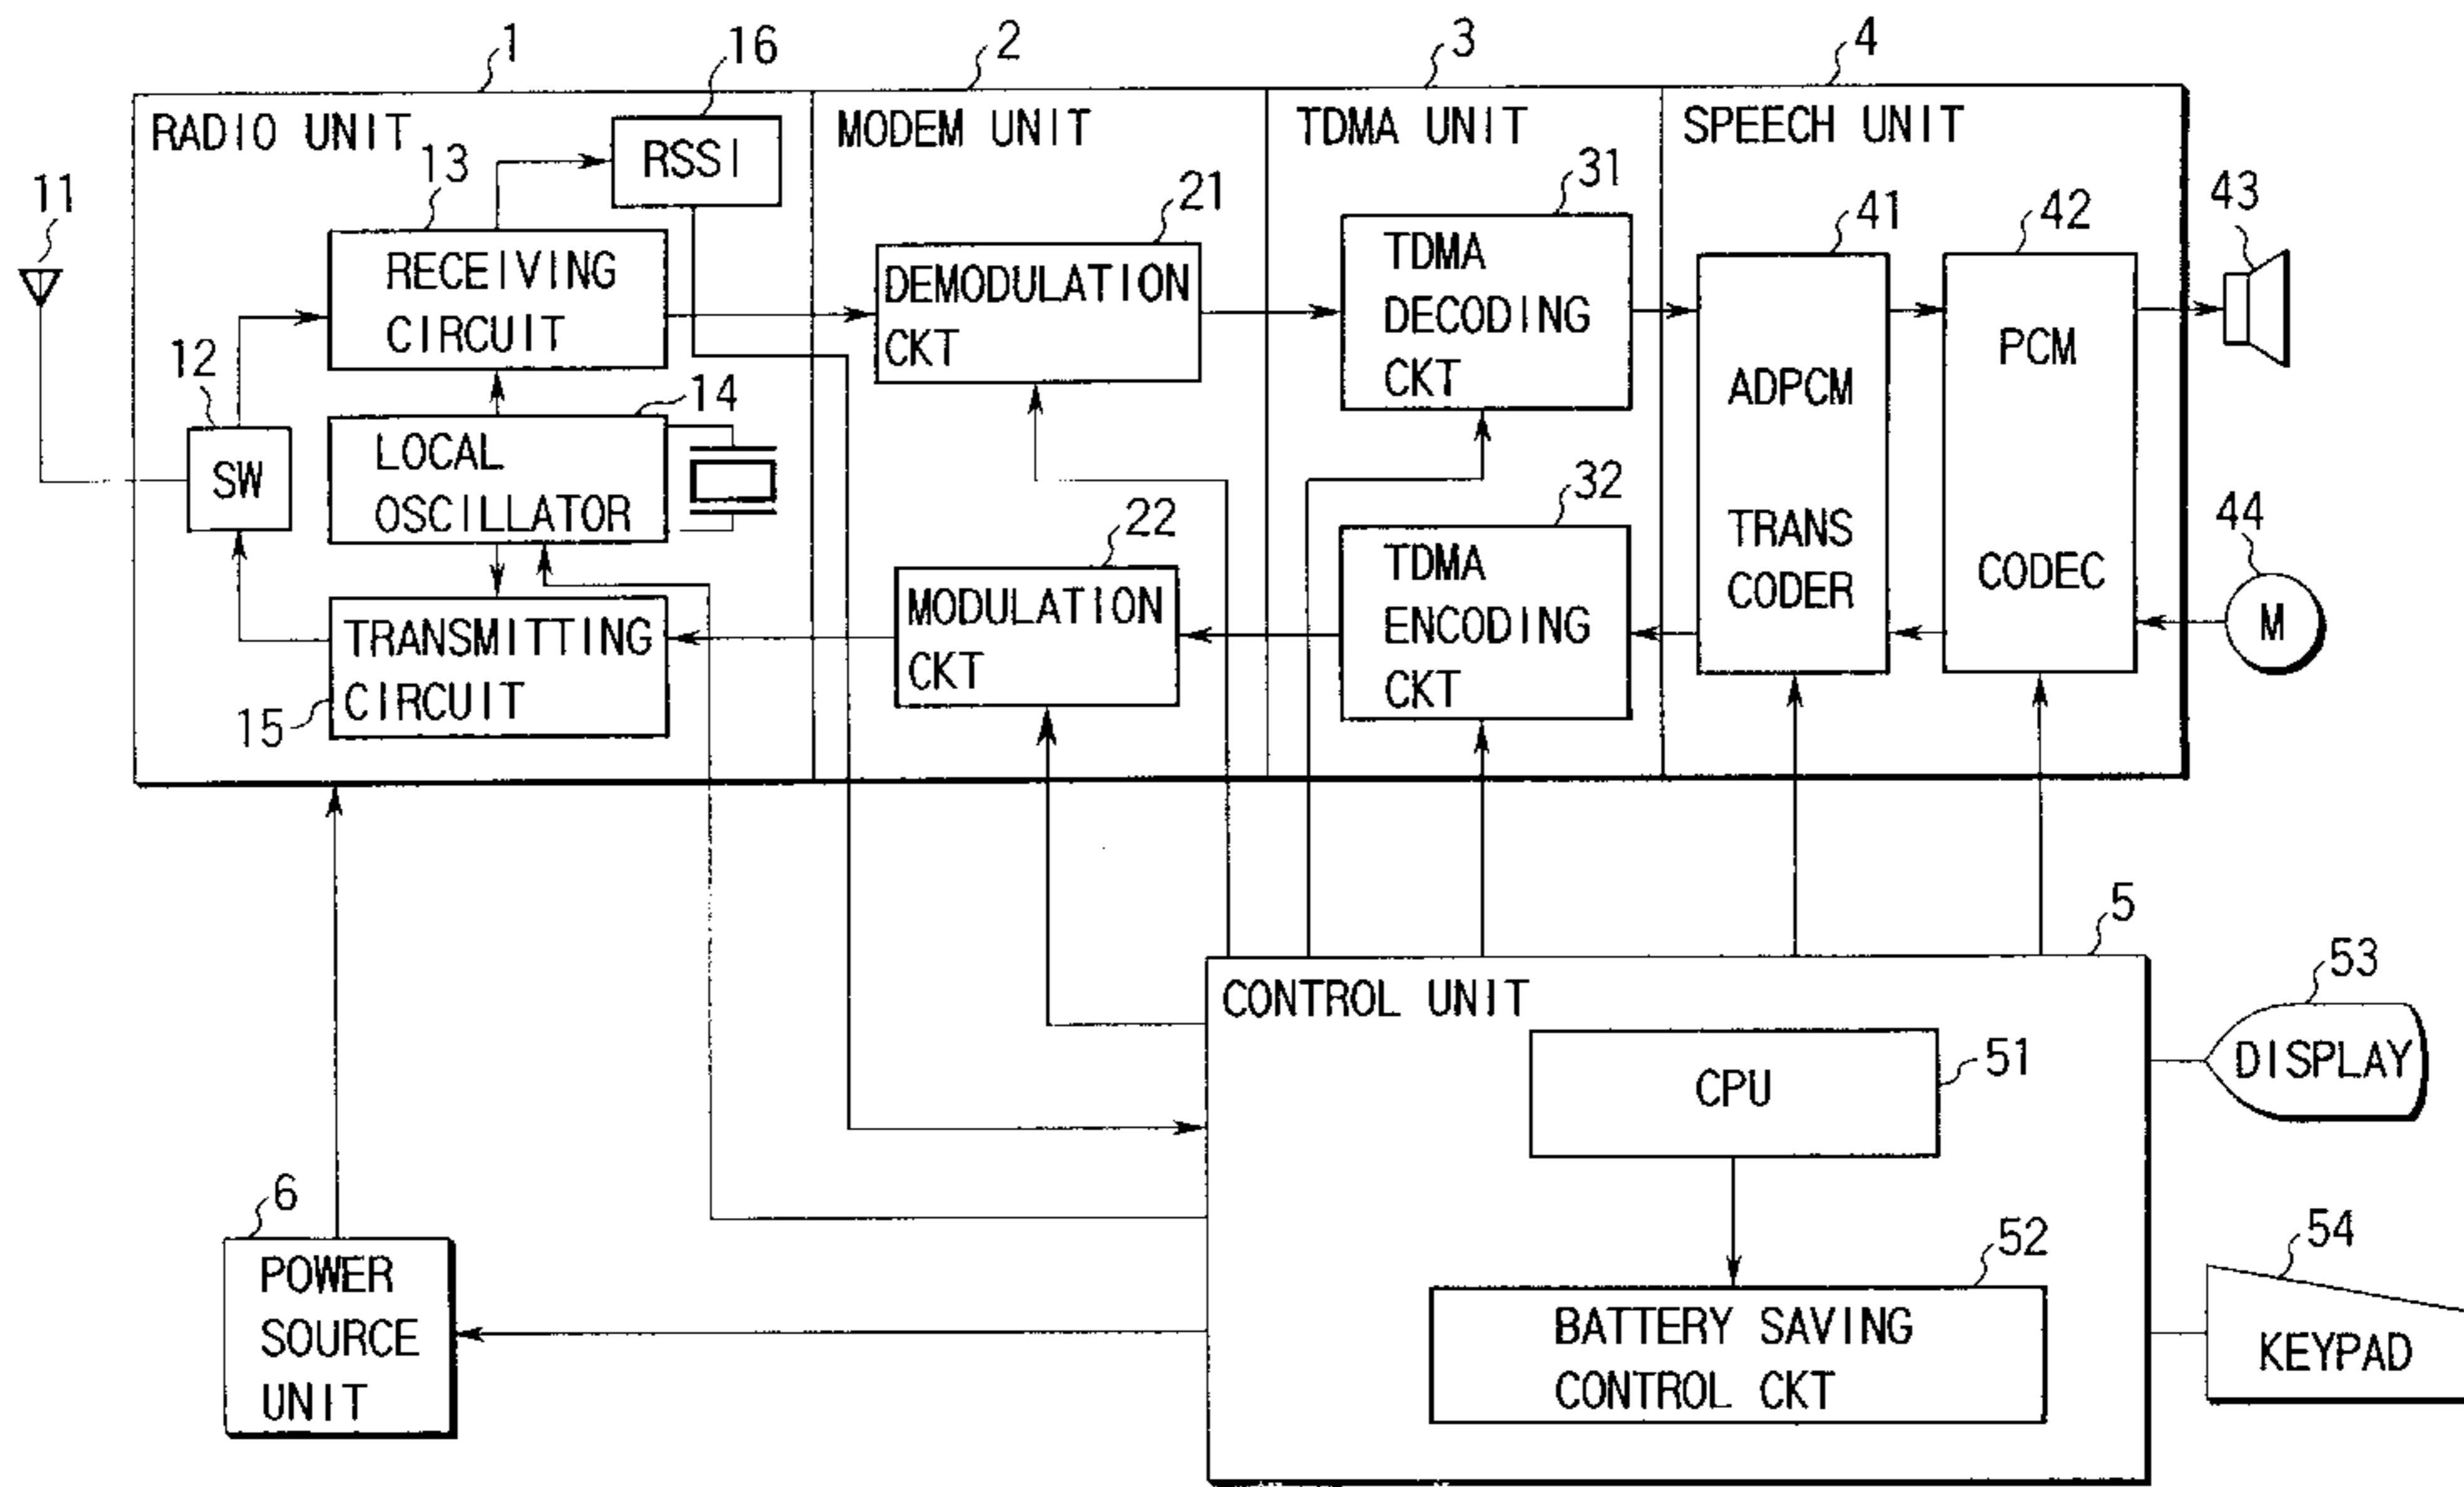 1
16
2
3
4
RADIO UNIT
MODEM UNIT
TDMA UNIT
SPEECH UNIT
RSSI
11
13
21
31
41
42
43
RECEIVING
CIRCUIT
DEMODULATION
CKT
TDMA
DECODING
CKT
ADPCM
TRANS
CODER
PCM
CODEC
12
SW
14
LOCAL
OSCILLATOR
22
32
44
M
TRANSMITTING
CIRCUIT
15
MODULATION
CKT
TDMA
ENCODING
CKT
5
CONTROL UNIT
CPU
51
53
DISPLAY
6
POWER
SOURCE
UNIT
52
BATTERY SAVING
CONTROL CKT
54
KEYPAD